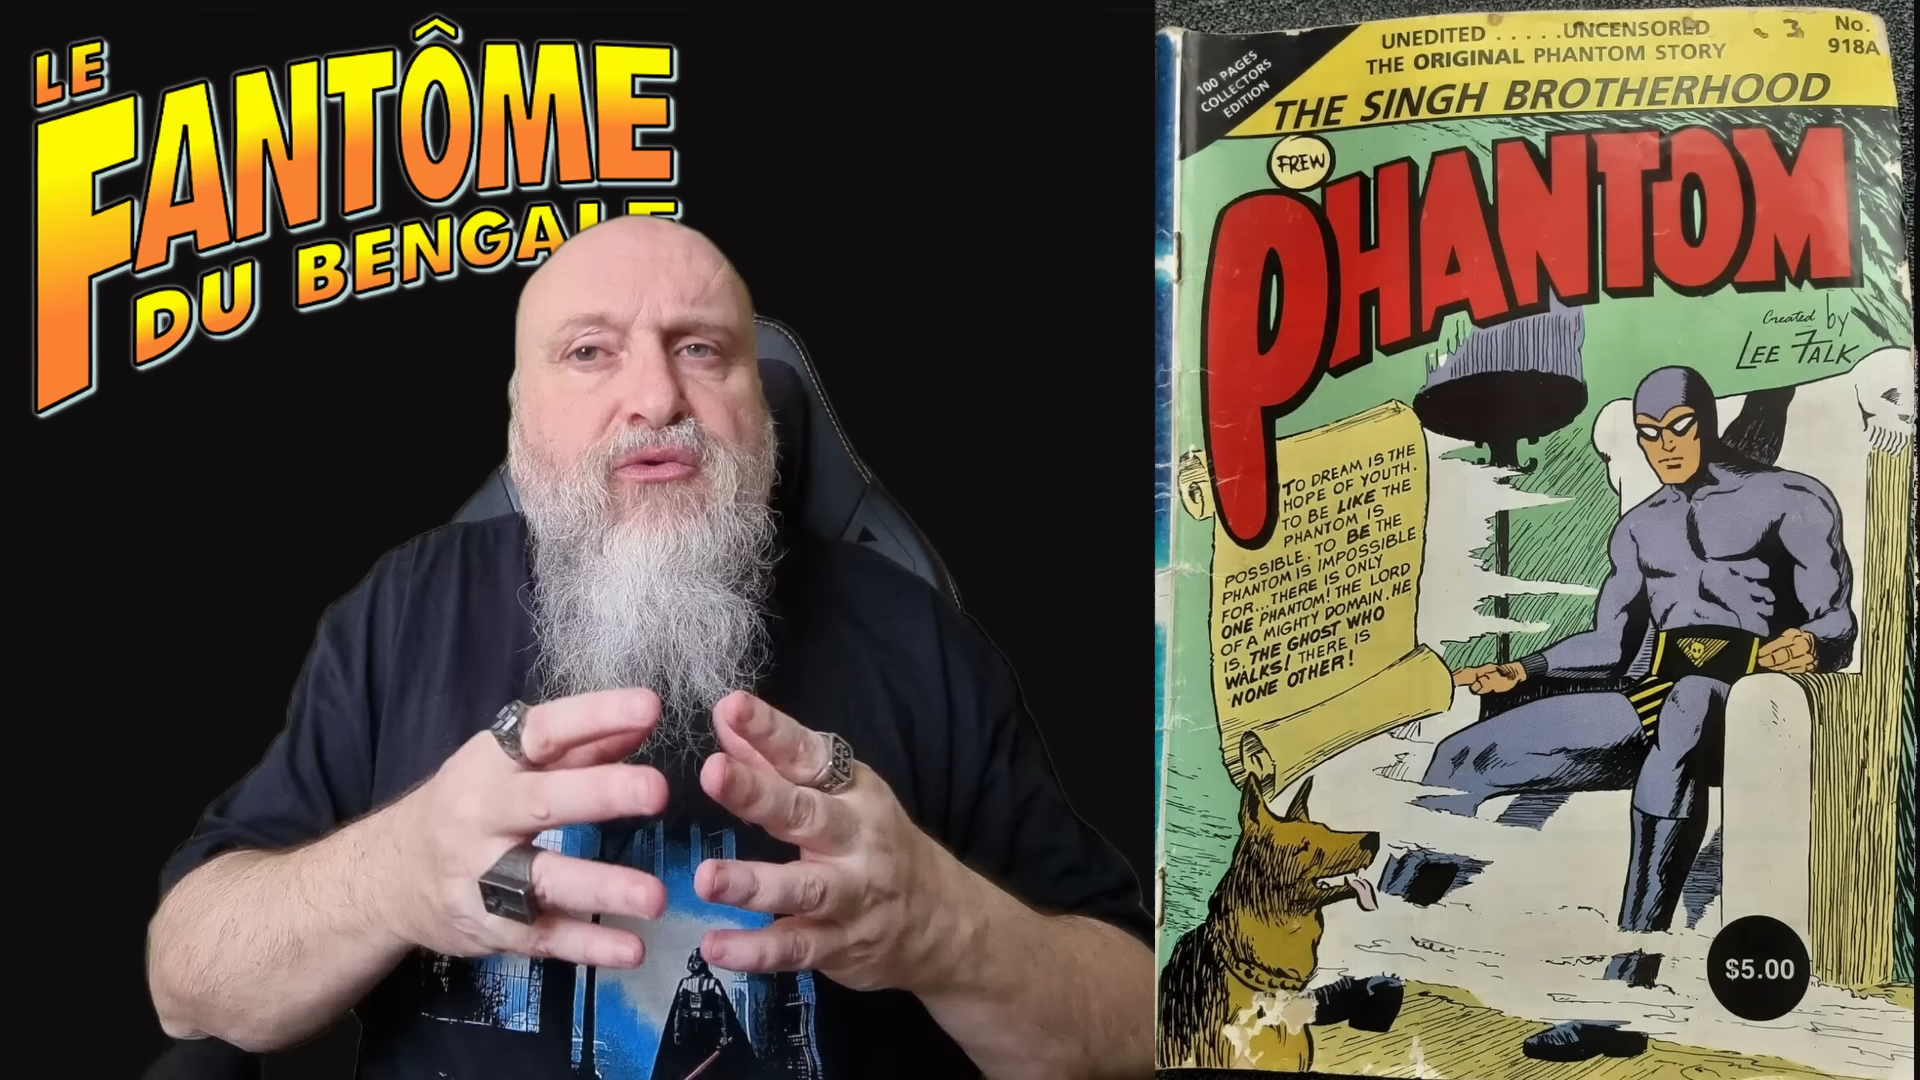 LE
FANTÔME
DU BENGALE
100 PAGES
COLLECTORS
EDITION
UNEDITED . . . . . UNCENSORED
THE ORIGINAL PHANTOM STORY
THE SINGH BROTHERHOOD
3
No.
918A
FREW
PHANTOM
Created by
LEE FALK
TO DREAM IS THE
HOPE OF YOUTH.
TO BE LIKE THE
PHANTOM IS
POSSIBLE. TO BE THE
PHANTOM IS IMPOSSIBLE
FOR...THERE IS ONLY
ONE PHANTOM! THE LORD
OF A MIGHTY DOMAIN. HE
IS, THE GHOST WHO
WALKS! THERE IS
NONE OTHER!
$5.00